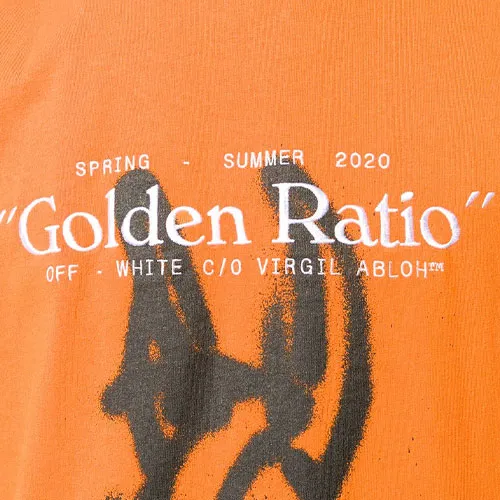 SPRING - SUMMER 2020
"Golden Ratio"
OFF - WHITE C/O VIRGIL ABLOH™